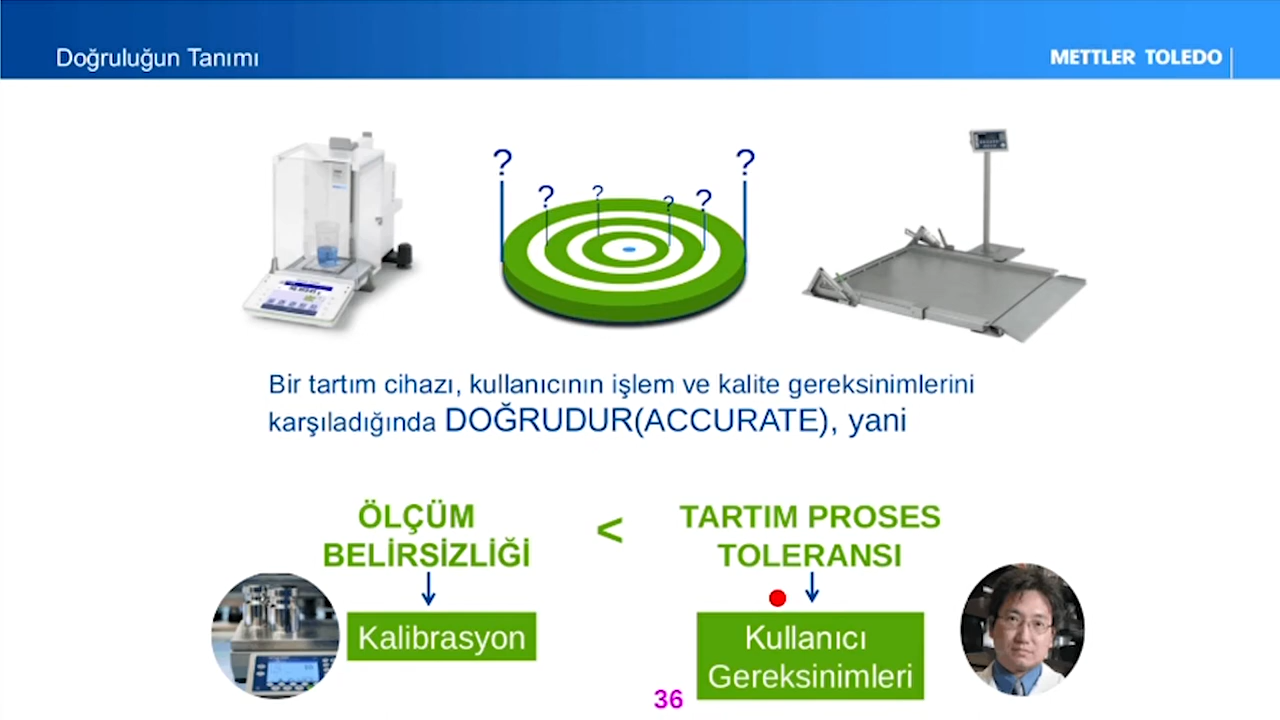 Doğruluğun Tanımı
METTLER TOLEDO
? ? ? ? ? ?
Bir tartım cihazı, kullanıcının işlem ve kalite gereksinimlerini
karşıladığında DOĞRUDUR(ACCURATE), yani
ÖLÇÜM
BELİRSİZLİĞİ
<
TARTIM PROSES
TOLERANSI
Kalibrasyon
Kullanıcı
Gereksinimleri
36